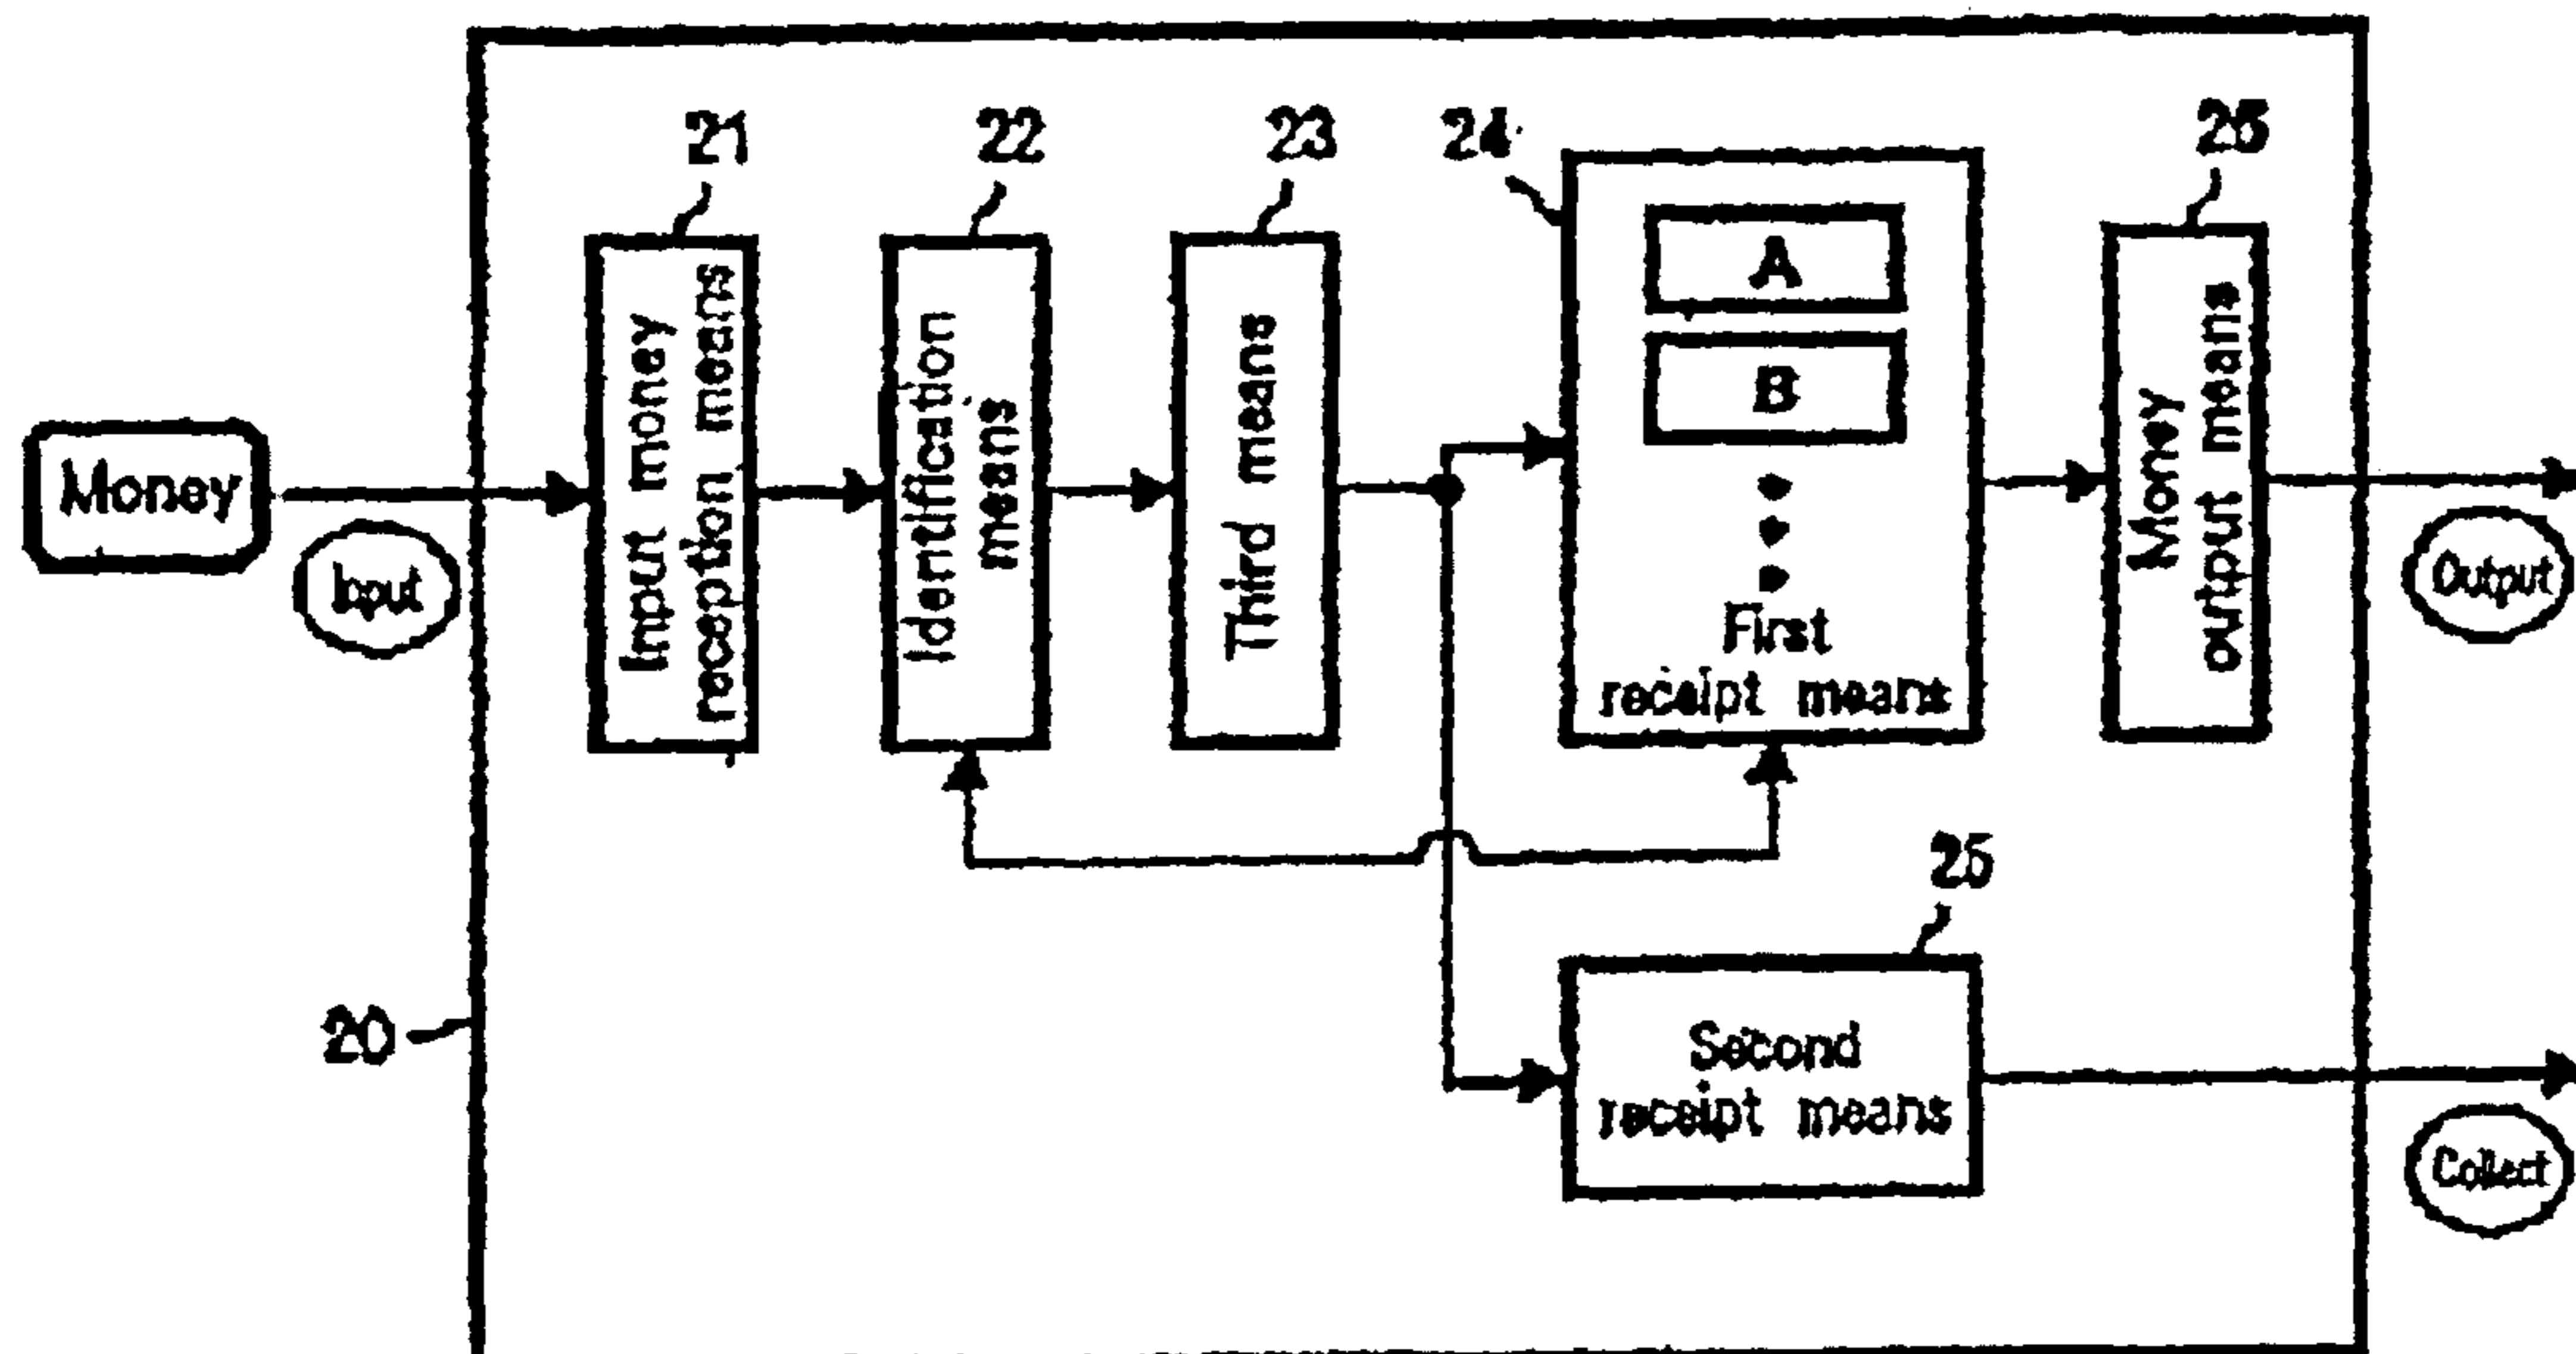 21
22
23
24
25
Money
Input
Input money
reception means
Identification
means
Third means
A
B
First
receipt means
Money
output means
Output
25
20
Second
receipt means
Collect